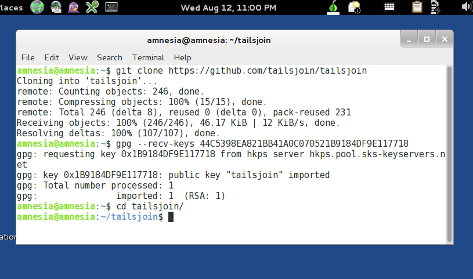 laces
Wed Aug 12, 11:00 PM
amnesia@amnesia: ~/tailsjoin
File Edit View Search Terminal Help
amnesia@amnesia:~$ git clone https://github.com/tailsjoin/tailsjoin
Cloning into 'tailsjoin'...
remote: Counting objects: 246, done.
remote: Compressing objects: 100% (15/15), done.
remote: Total 246 (delta 8), reused 0 (delta 0), pack-reused 231
Receiving objects: 100% (246/246), 46.17 KiB | 12 KiB/s, done.
Resolving deltas: 100% (107/107), done.
amnesia@amnesia:~$ gpg --recv-keys 44C5398EA821BB41A0C070521B9184DF9E117718
gpg: requesting key 0x1B9184DF9E117718 from hkps server hkps.pool.sks-keyservers.n
et
gpg: key 0x1B9184DF9E117718: public key "tailsjoin" imported
gpg: Total number processed: 1
gpg: imported: 1 (RSA: 1)
amnesia@amnesia:~$ cd tailsjoin/
amnesia@amnesia:~/tailsjoin$
ation